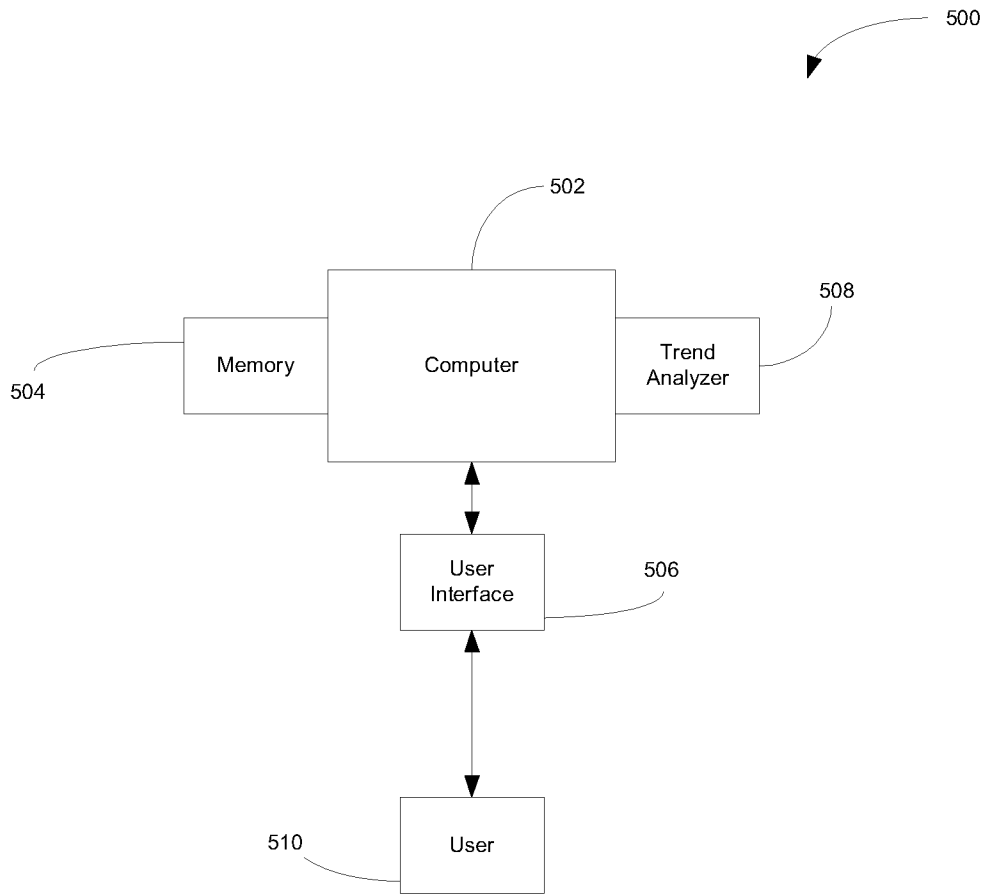 500
502
508
Memory
Computer
Trend
Analyzer
504
User
Interface
506
510
User